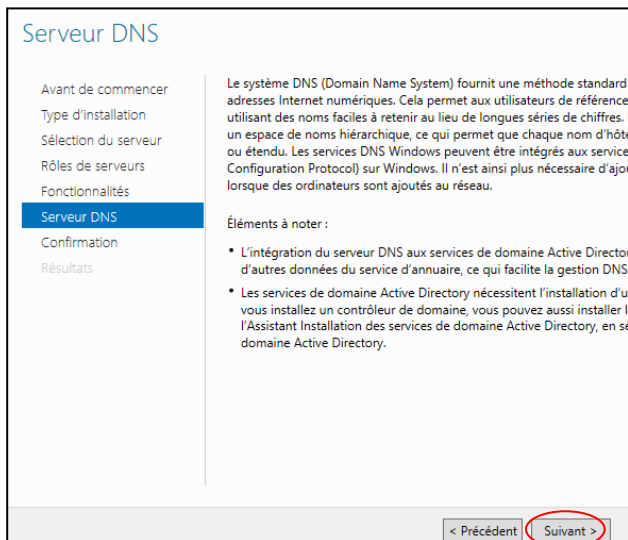 Serveur DNS
Avant de commencer
Type d'installation
Sélection du serveur
Rôles de serveurs
Fonctionnalités
Serveur DNS
Confirmation
Résultats
Le système DNS (Domain Name System) fournit une méthode standard
adresses Internet numériques. Cela permet aux utilisateurs de référence
utilisant des noms faciles à retenir au lieu de longues séries de chiffres.
un espace de noms hiérarchique, ce qui permet que chaque nom d'hôte
ou étendu. Les services DNS Windows peuvent être intégrés aux service
Configuration Protocol) sur Windows. Il n'est ainsi plus nécessaire d'ajou
lorsque des ordinateurs sont ajoutés au réseau.
Éléments à noter :
• L'intégration du serveur DNS aux services de domaine Active Director
d'autres données du service d'annuaire, ce qui facilite la gestion DNS
• Les services de domaine Active Directory nécessitent l'installation d'u
vous installez un contrôleur de domaine, vous pouvez aussi installer l
l'Assistant Installation des services de domaine Active Directory, en sé
domaine Active Directory.
< Précédent
Suivant >